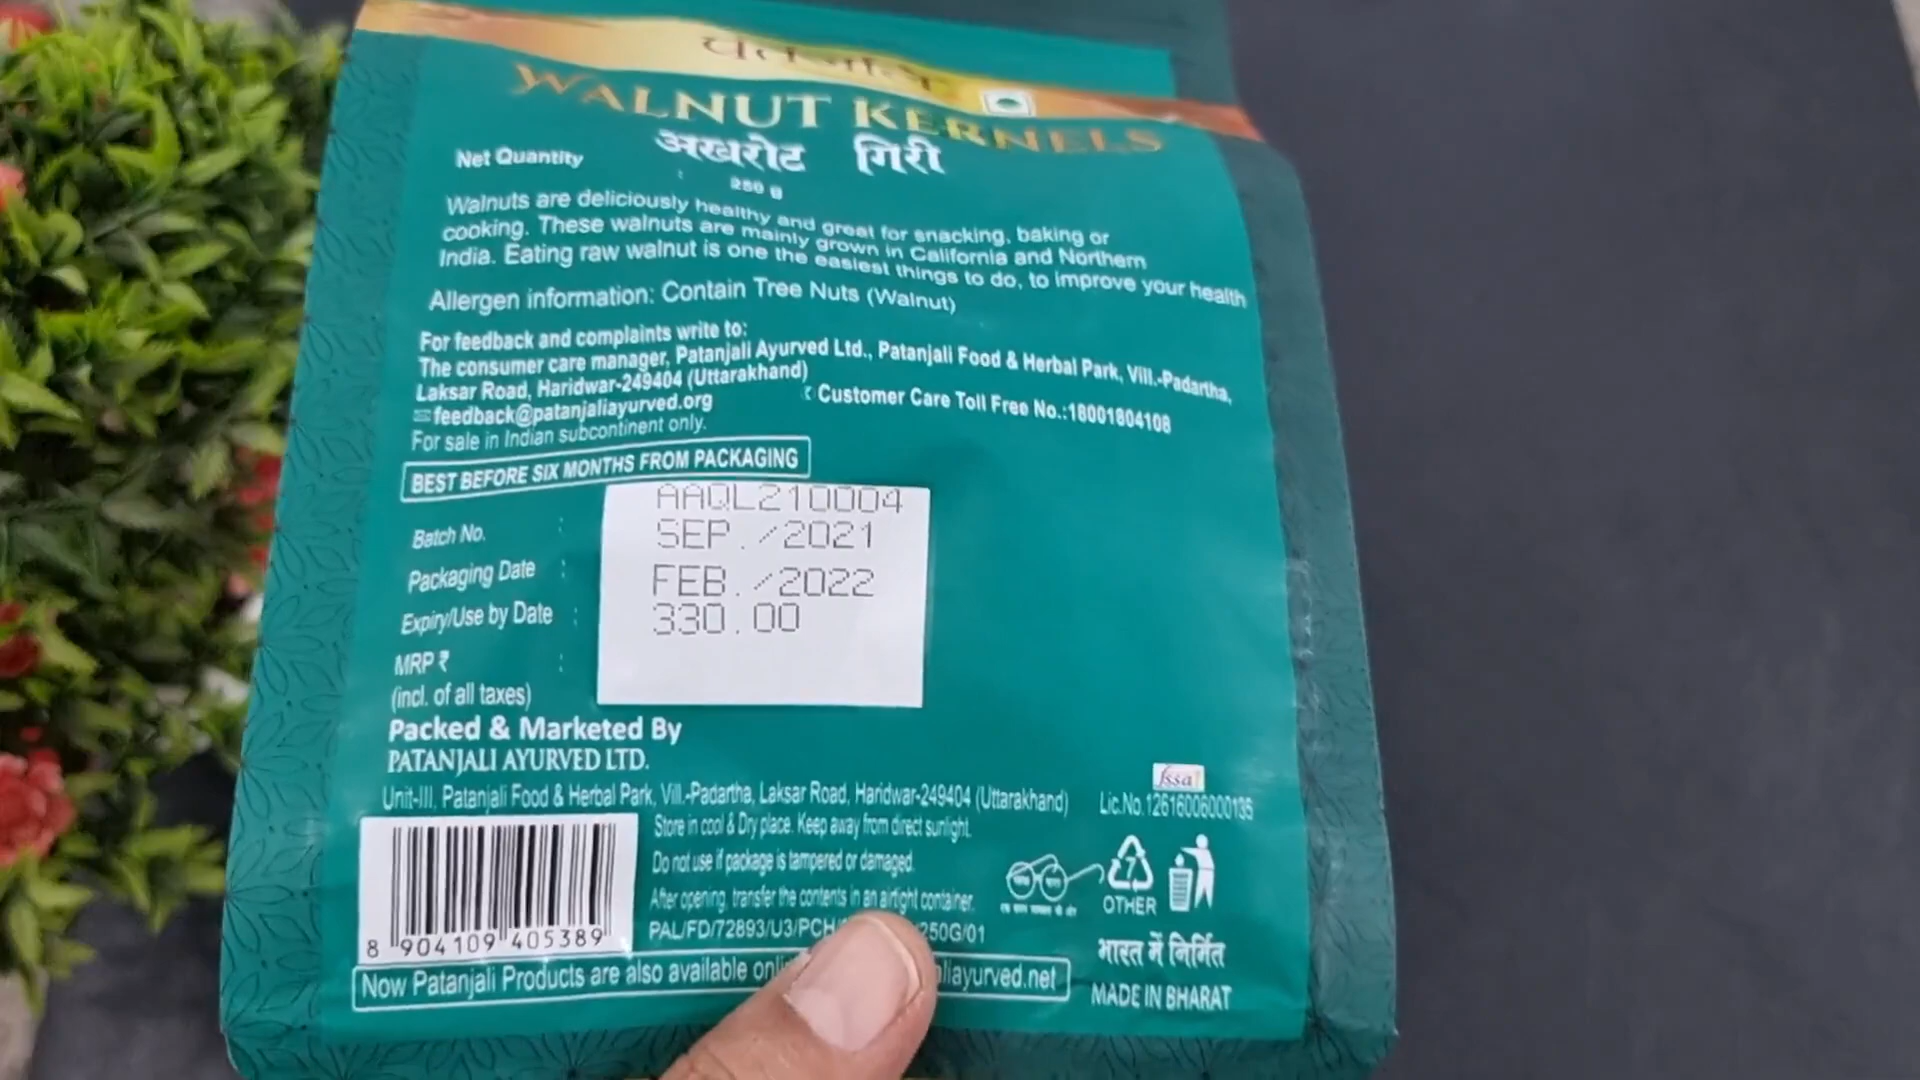 पतंजलि
WALNUT KERNELS
अखरोट गिरी
Net Quantity : 250 g
Walnuts are deliciously healthy and great for snacking, baking or
cooking. These walnuts are mainly grown in California and Northern
India. Eating raw walnut is one the easiest things to do, to improve your health
Allergen information: Contain Tree Nuts (Walnut)
For feedback and complaints write to:
The consumer care manager, Patanjali Ayurved Ltd., Patanjali Food & Herbal Park, Vill.-Padartha,
Laksar Road, Haridwar-249404 (Uttarakhand)
feedback@patanjaliayurved.org Customer Care Toll Free No.:18001804108
For sale in Indian subcontinent only.
BEST BEFORE SIX MONTHS FROM PACKAGING
Batch No. : AAQL210004
Packaging Date : SEP./2021
Expiry/Use by Date : FEB./2022
MRP ₹ : 330.00
(incl. of all taxes)
Packed & Marketed By
PATANJALI AYURVED LTD.
Unit-III, Patanjali Food & Herbal Park, Vill.-Padartha, Laksar Road, Haridwar-249404 (Uttarakhand)
fssai
Lic.No.12616006000135
Store in cool & Dry place. Keep away from direct sunlight.
Do not use if package is tampered or damaged.
After opening, transfer the contents in an airtight container.
PAL/FD/72893/U3/PCH/ /250G/01
8 904109 405389
7
OTHER
भारत में निर्मित
MADE IN BHARAT
Now Patanjali Products are also available liayurved.net